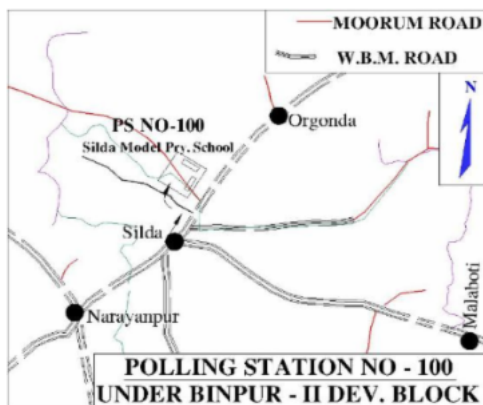 MOORUM ROAD
W.B.M. ROAD
N
PS NO-100
Silda Model Pry. School
Orgonda
Silda
Narayanpur
Malaboti
POLLING STATION NO - 100
UNDER BINPUR - II DEV. BLOCK